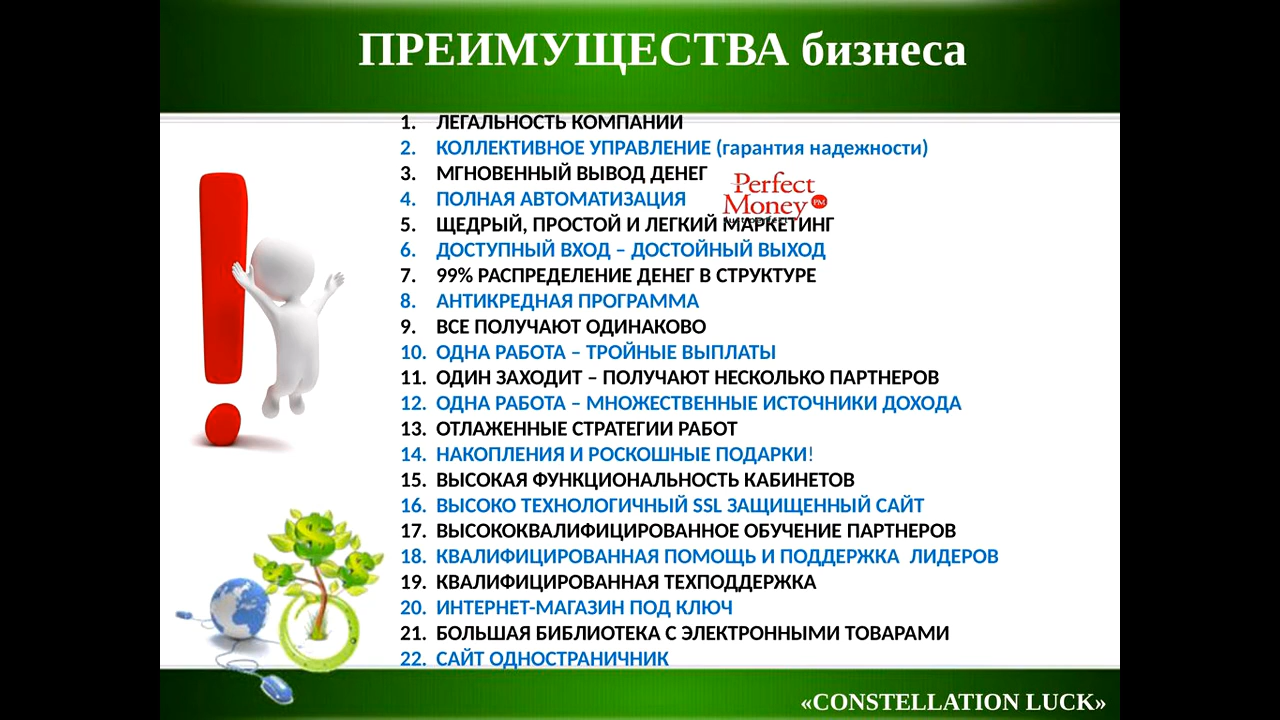 ПРЕИМУЩЕСТВА бизнеса
1. ЛЕГАЛЬНОСТЬ КОМПАНИИ
2. КОЛЛЕКТИВНОЕ УПРАВЛЕНИЕ (гарантия надежности)
3. МГНОВЕННЫЙ ВЫВОД ДЕНЕГ
Perfect
Money PM
4. ПОЛНАЯ АВТОМАТИЗАЦИЯ
5. ЩЕДРЫЙ, ПРОСТОЙ И ЛЕГКИЙ МАРКЕТИНГ
6. ДОСТУПНЫЙ ВХОД – ДОСТОЙНЫЙ ВЫХОД
7. 99% РАСПРЕДЕЛЕНИЕ ДЕНЕГ В СТРУКТУРЕ
8. АНТИКРЕДНАЯ ПРОГРАММА
9. ВСЕ ПОЛУЧАЮТ ОДИНАКОВО
10. ОДНА РАБОТА – ТРОЙНЫЕ ВЫПЛАТЫ
11. ОДИН ЗАХОДИТ – ПОЛУЧАЮТ НЕСКОЛЬКО ПАРТНЕРОВ
12. ОДНА РАБОТА – МНОЖЕСТВЕННЫЕ ИСТОЧНИКИ ДОХОДА
13. ОТЛАЖЕННЫЕ СТРАТЕГИИ РАБОТ
14. НАКОПЛЕНИЯ И РОСКОШНЫЕ ПОДАРКИ!
15. ВЫСОКАЯ ФУНКЦИОНАЛЬНОСТЬ КАБИНЕТОВ
16. ВЫСОКО ТЕХНОЛОГИЧНЫЙ SSL ЗАЩИЩЕННЫЙ САЙТ
17. ВЫСОКОКВАЛИФИЦИРОВАННОЕ ОБУЧЕНИЕ ПАРТНЕРОВ
18. КВАЛИФИЦИРОВАННАЯ ПОМОЩЬ И ПОДДЕРЖКА ЛИДЕРОВ
19. КВАЛИФИЦИРОВАННАЯ ТЕХПОДДЕРЖКА
20. ИНТЕРНЕТ-МАГАЗИН ПОД КЛЮЧ
21. БОЛЬШАЯ БИБЛИОТЕКА С ЭЛЕКТРОННЫМИ ТОВАРАМИ
22. САЙТ ОДНОСТРАНИЧНИК
«CONSTELLATION LUCK»